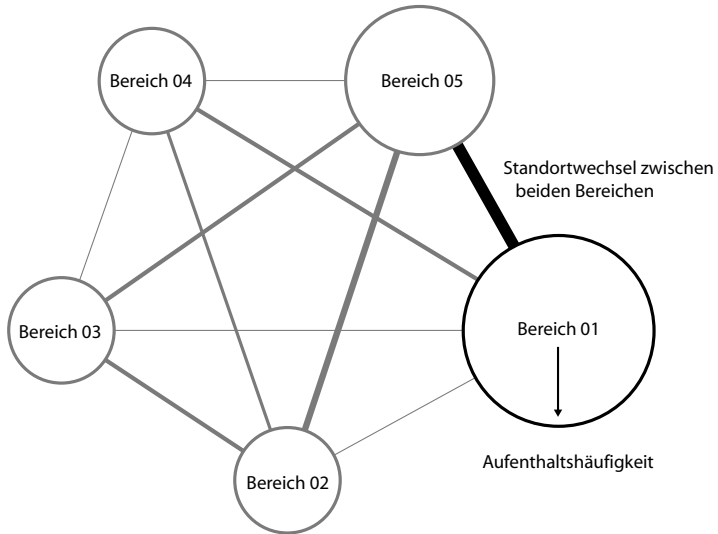 Bereich 04
Bereich 05
Standortwechsel zwischen
beiden Bereichen
Bereich 03
Bereich 01
Aufenthaltshäufigkeit
Bereich 02